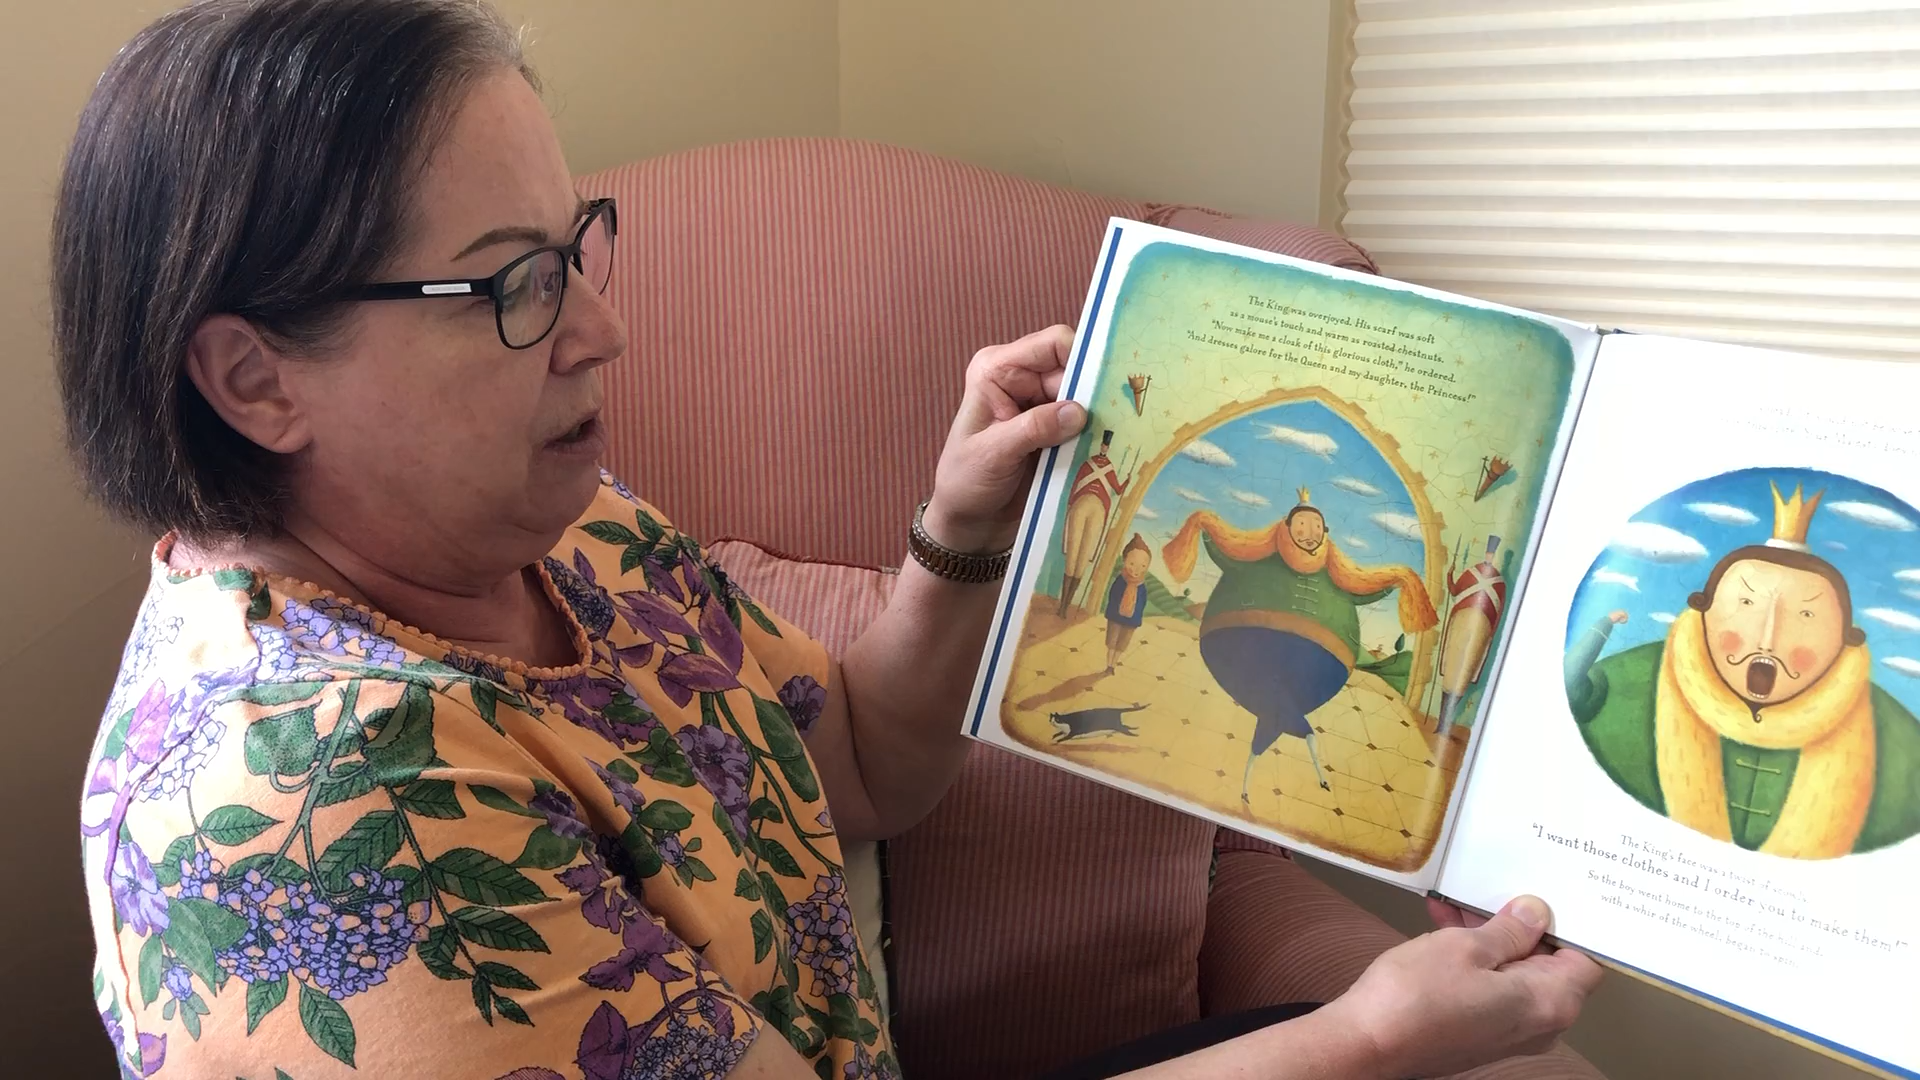 The King was overjoyed. His scarf was soft
as a mouse's touch and warm as roasted chestnuts.
"Now make me a cloak of this glorious cloth," he ordered.
"And dresses galore for the Queen and my daughter, the Princess!"
The King's face was a twist of
"I want those clothes and I order you to make them!"
So the boy went home to the top of the hill and,
with a whir of the wheel, began to spin.